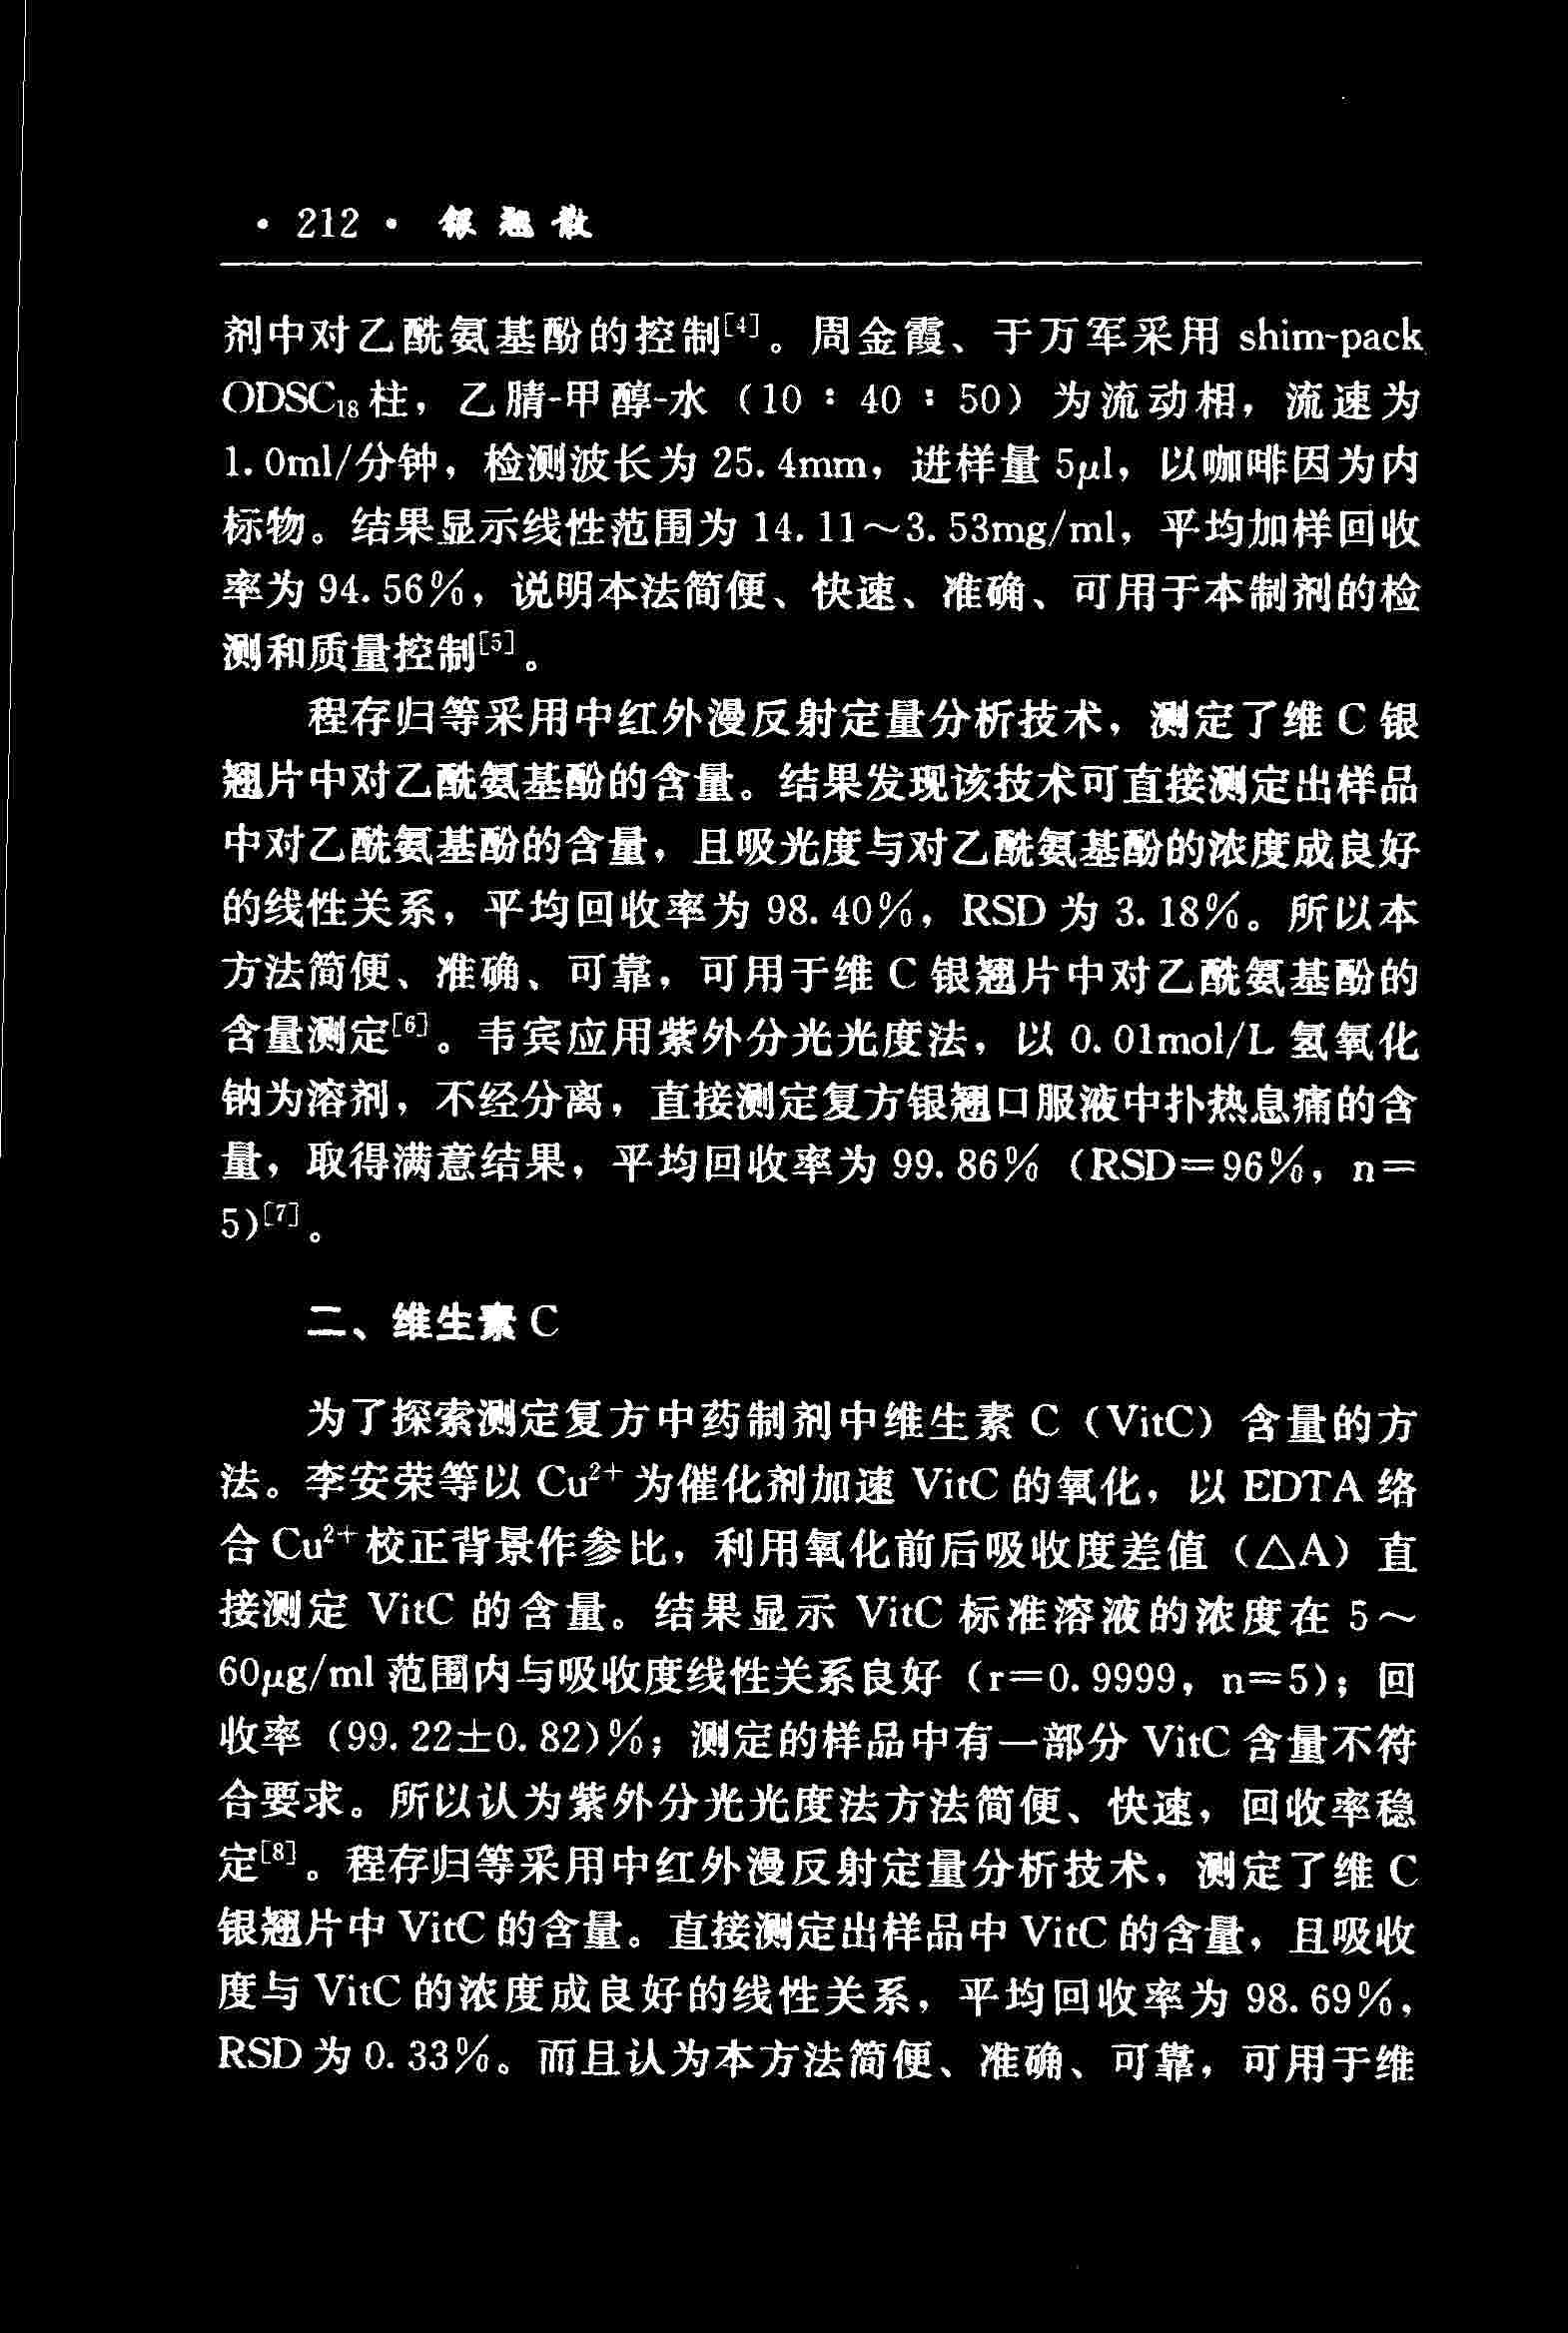 · 212 · 银翘散
剂中对乙酰氨基酚的控制[4]。周金霞、于万军采用 shim-pack
ODSC₁₈柱，乙腈-甲醇-水（10：40：50）为流动相，流速为
1.0ml/分钟，检测波长为 25.4mm，进样量 5μl，以咖啡因为内
标物。结果显示线性范围为 14.11～3.53mg/ml，平均加样回收
率为 94.56%，说明本法简便、快速、准确、可用于本制剂的检
测和质量控制[5]。
程存归等采用中红外漫反射定量分析技术，测定了维 C 银
翘片中对乙酰氨基酚的含量。结果发现该技术可直接测定出样品
中对乙酰氨基酚的含量，且吸光度与对乙酰氨基酚的浓度成良好
的线性关系，平均回收率为 98.40%，RSD 为 3.18%。所以本
方法简便、准确、可靠，可用于维 C 银翘片中对乙酰氨基酚的
含量测定[6]。韦宾应用紫外分光光度法，以 0.01mol/L 氢氧化
钠为溶剂，不经分离，直接测定复方银翘口服液中扑热息痛的含
量，取得满意结果，平均回收率为 99.86%（RSD=96%，n=
5)[7]。
二、维生素 C
为了探索测定复方中药制剂中维生素 C（VitC）含量的方
法。李安荣等以 Cu²⁺为催化剂加速 VitC 的氧化，以 EDTA 络
合 Cu²⁺校正背景作参比，利用氧化前后吸收度差值（△A）直
接测定 VitC 的含量。结果显示 VitC 标准溶液的浓度在 5～
60μg/ml 范围内与吸收度线性关系良好（r=0.9999，n=5)；回
收率（99.22±0.82)%；测定的样品中有一部分 VitC 含量不符
合要求。所以认为紫外分光光度法方法简便、快速，回收率稳
定[8]。程存归等采用中红外漫反射定量分析技术，测定了维 C
银翘片中 VitC 的含量。直接测定出样品中 VitC 的含量，且吸收
度与 VitC 的浓度成良好的线性关系，平均回收率为 98.69%，
RSD 为 0.33%。而且认为本方法简便、准确、可靠，可用于维